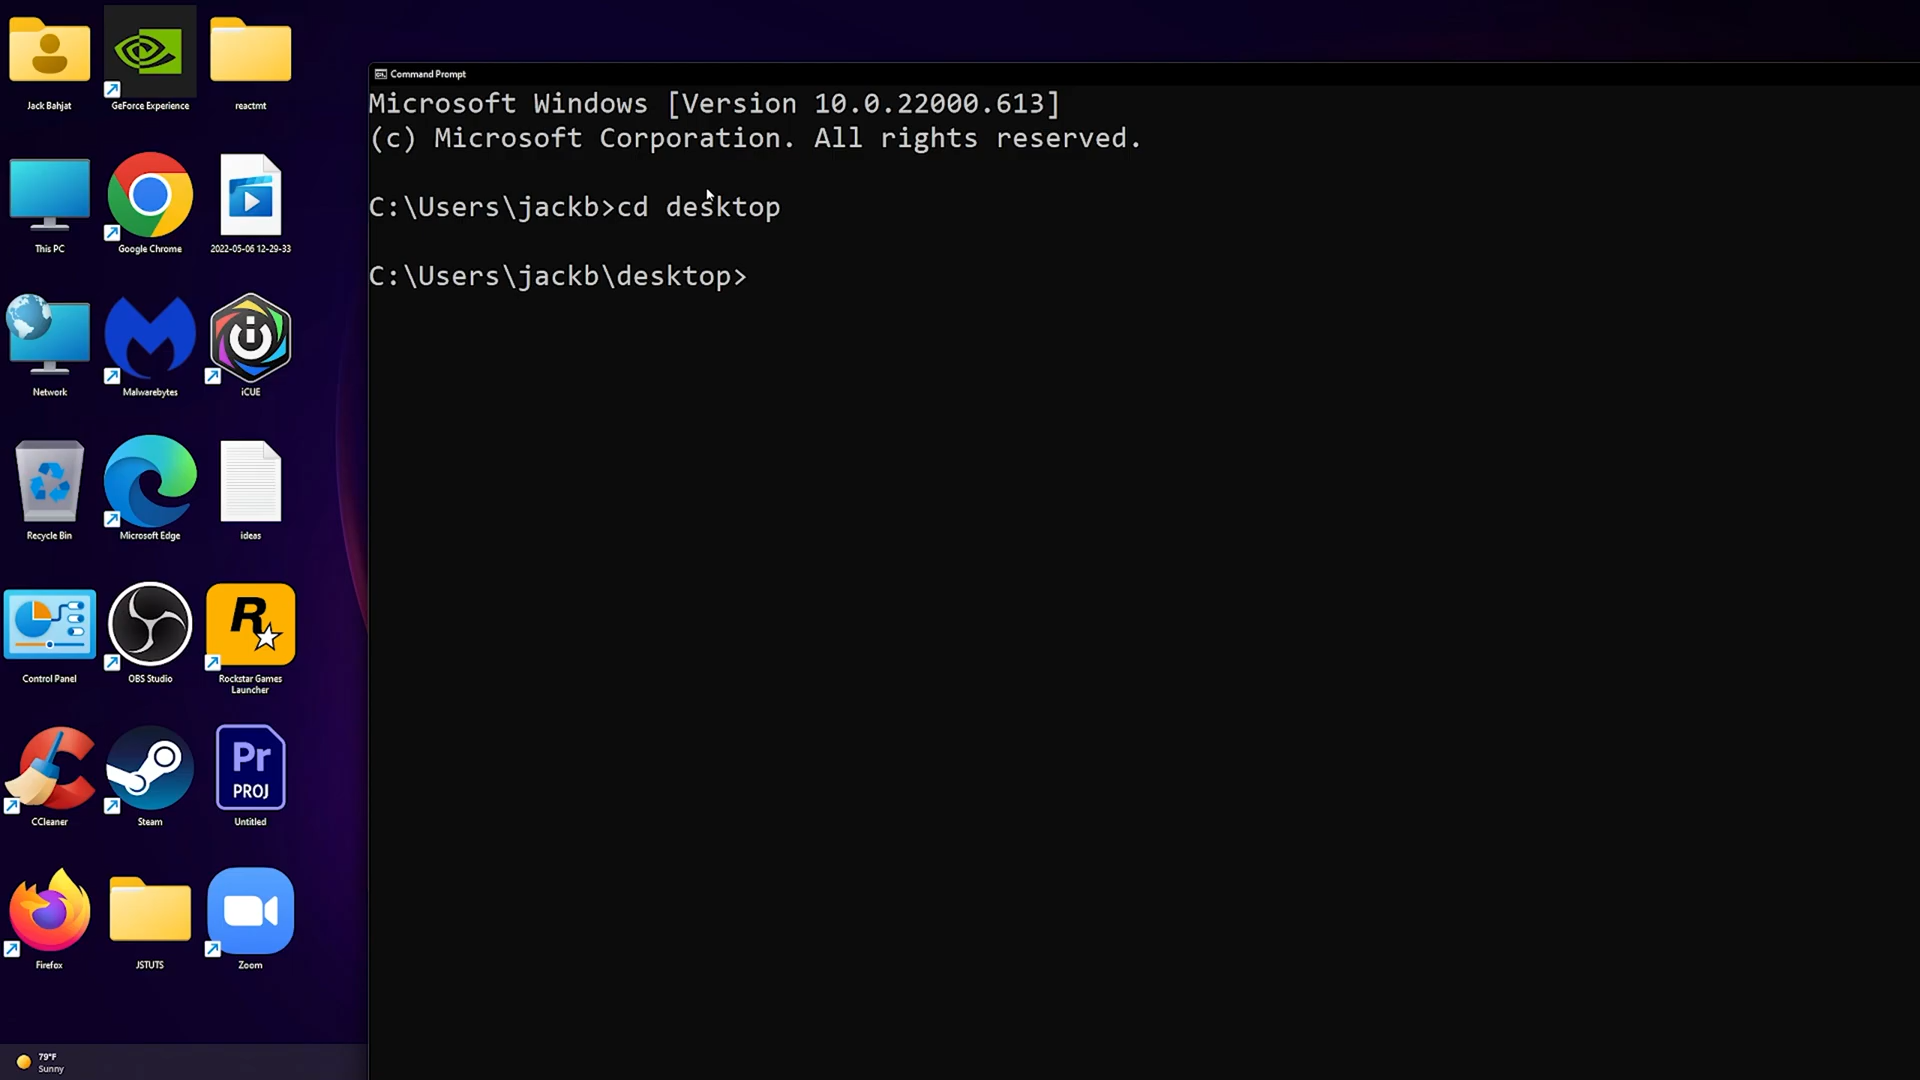 Jack Bahjat
GeForce Experience
reactmt
This PC
Google Chrome
2022-05-06 12-29-33
Network
Malwarebytes
iCUE
Recycle Bin
Microsoft Edge
ideas
Control Panel
OBS Studio
R
Rockstar Games
Launcher
CCleaner
Steam
Pr
PROJ
Untitled
Firefox
JSTUTS
Zoom
79°F
Sunny
Command Prompt
Microsoft Windows [Version 10.0.22000.613]
(c) Microsoft Corporation. All rights reserved.
C:\Users\jackb>cd desktop
C:\Users\jackb\desktop>